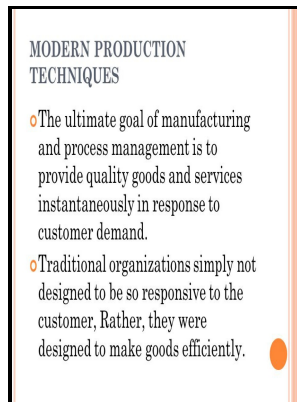 MODERN PRODUCTION
TECHNIQUES
The ultimate goal of manufacturing
and process management is to
provide quality goods and services
instantaneously in response to
customer demand.
Traditional organizations simply not
designed to be so responsive to the
customer, Rather, they were
designed to make goods efficiently.